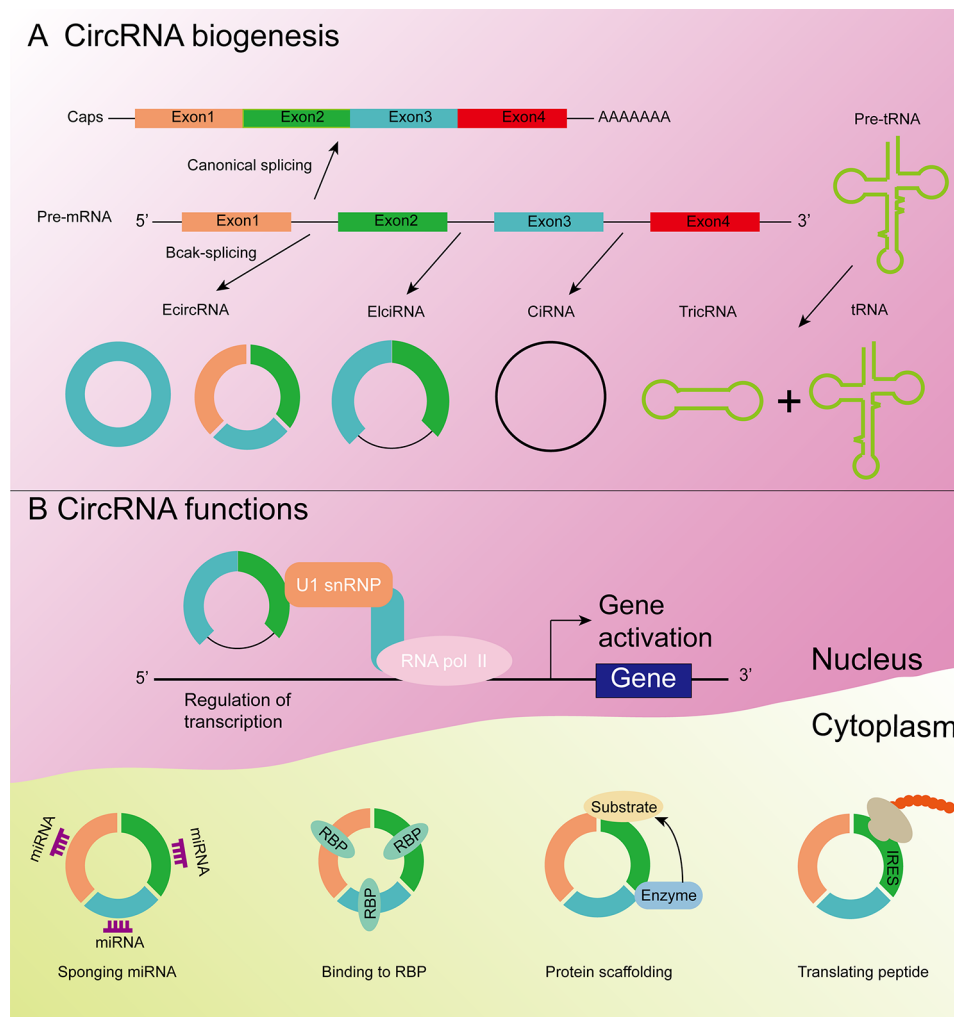 A CircRNA biogenesis
Caps
Exon1
Exon2
Exon3
Exon4
AAAAAAA
Pre-tRNA
Canonical splicing
Pre-mRNA
5’
Exon1
Exon2
Exon3
Exon4
3’
Bcak-splicing
EcircRNA
ElciRNA
CiRNA
TricRNA
tRNA
+
B CircRNA functions
U1 snRNP
RNA pol II
Gene
activation
5’
Gene
3’
Regulation of
transcription
Nucleus
Cytoplasm
miRNA
miRNA
miRNA
Sponging miRNA
RBP
RBP
RBP
Binding to RBP
Substrate
Enzyme
Protein scaffolding
IRES
Translating peptide